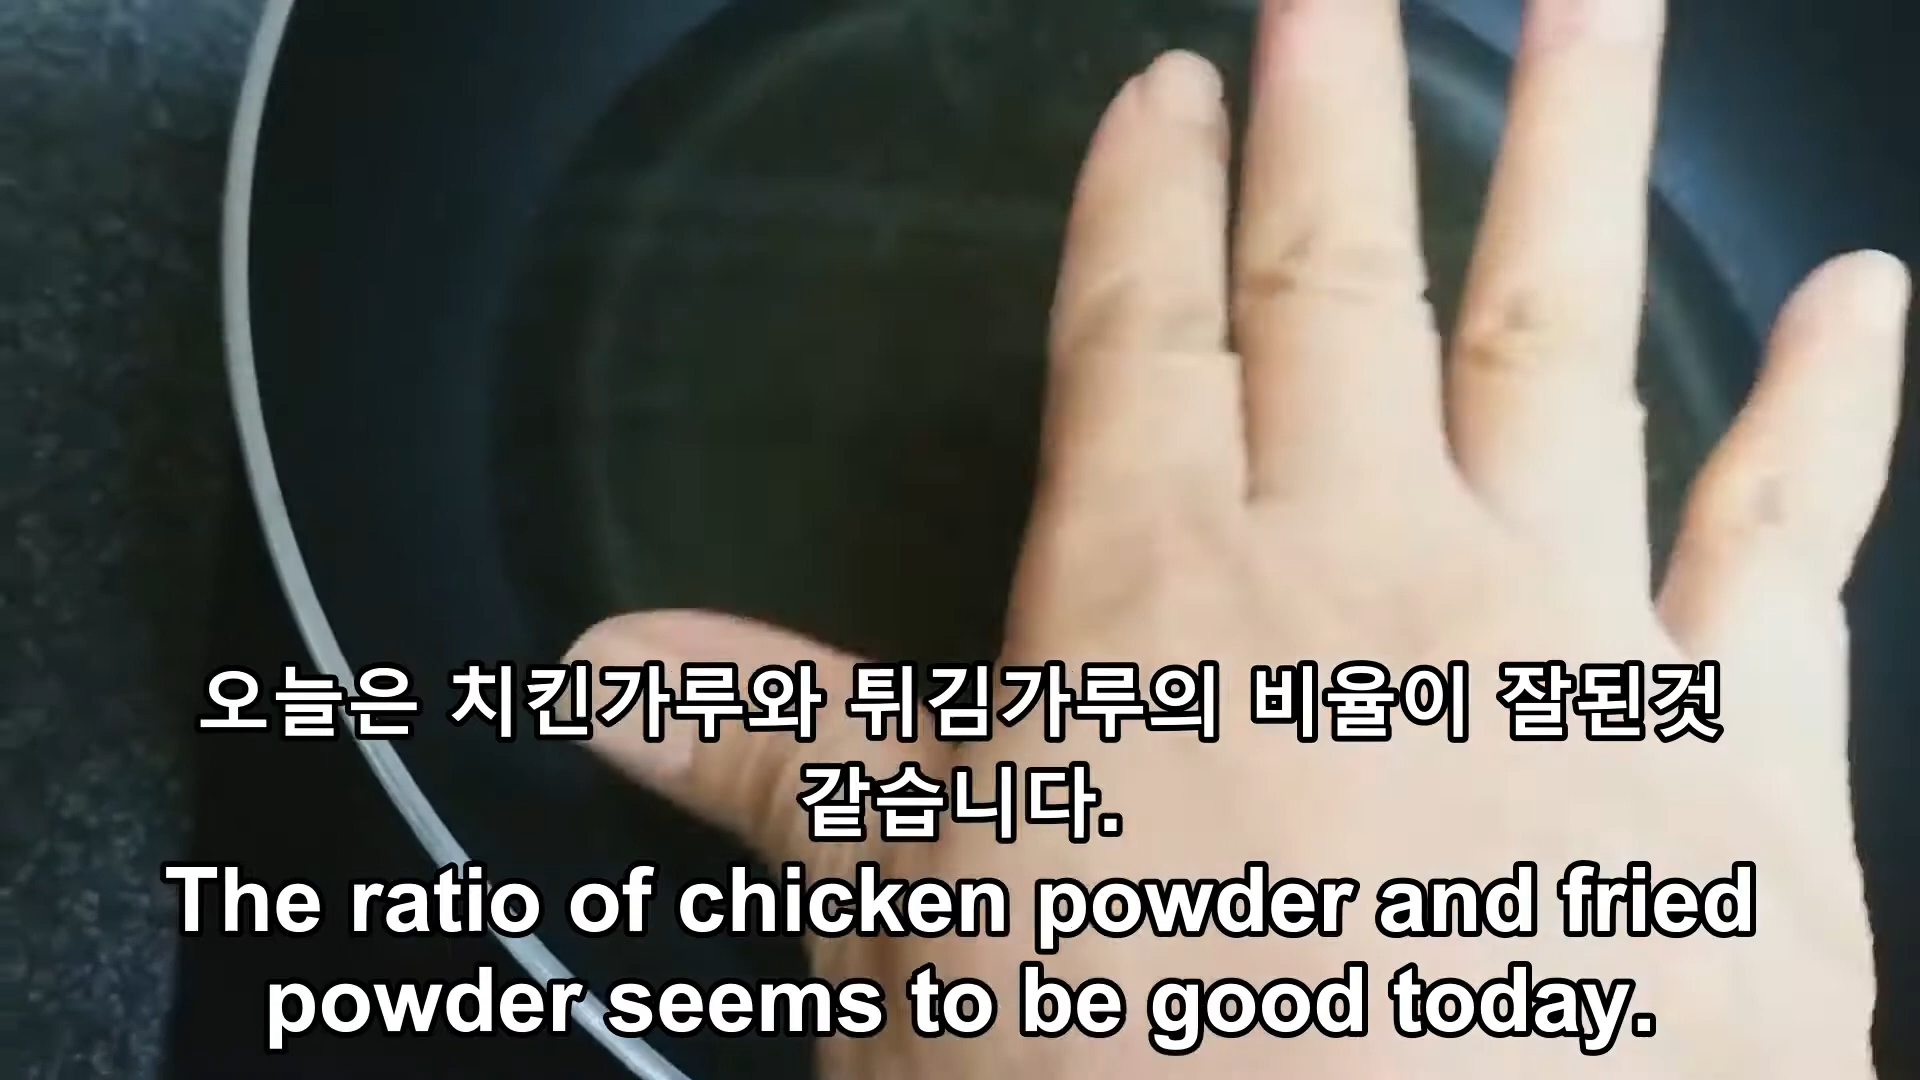 오늘은 치킨가루와 튀김가루의 비율이 잘된것
같습니다.
The ratio of chicken powder and fried
powder seems to be good today.